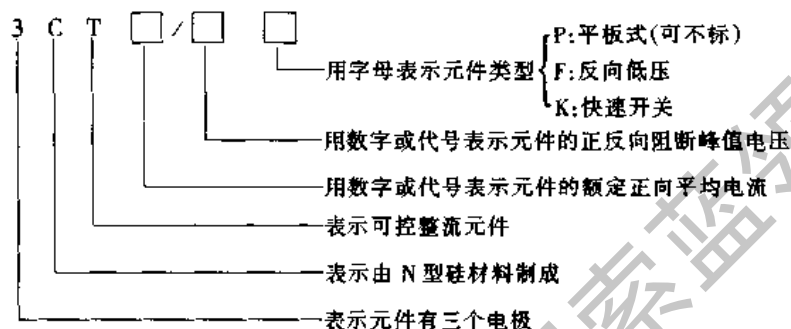 3 C T □ / □ □
P:平板式(可不标)
用字母表示元件类型 F:反向低压
K:快速开关
用数字或代号表示元件的正反向阻断峰值电压
用数字或代号表示元件的额定正向平均电流
表示可控整流元件
表示由 N 型硅材料制成
表示元件有三个电极
索蓝领